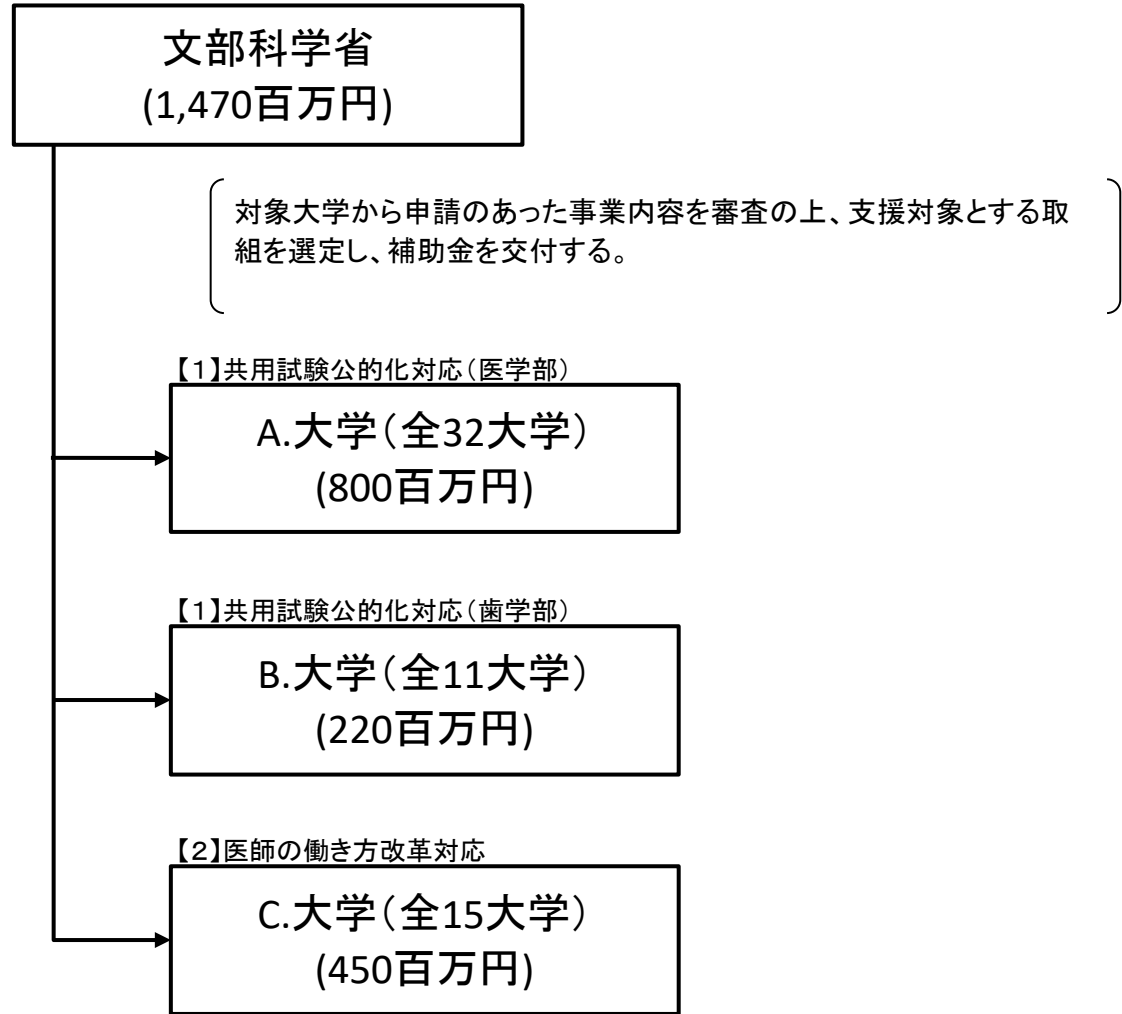 文部科学省
(1,470百万円)
対象大学から申請のあった事業内容を審査の上、支援対象とする取
組を選定し、補助金を交付する。
【1】共用試験公的化対応(医学部)
A.大学(全32大学)
(800百万円)
【1】共用試験公的化対応(歯学部)
B.大学(全11大学)
(220百万円)
【2】医師の働き方改革対応
C.大学(全15大学)
(450百万円)